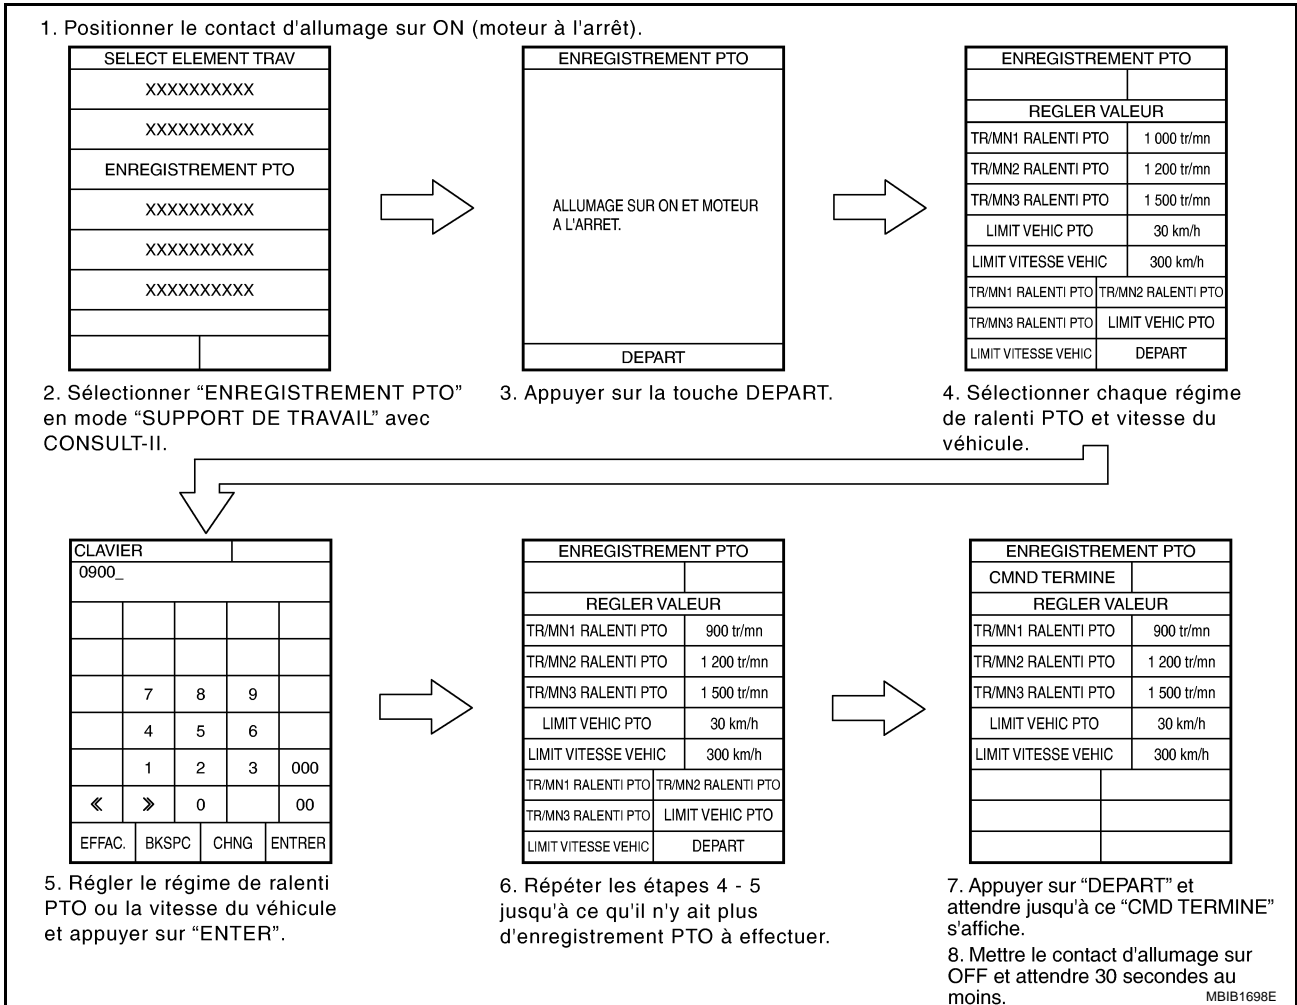 1. Positionner le contact d'allumage sur ON (moteur à l'arrêt).
SELECT ELEMENT TRAV
XXXXXXXXXX
XXXXXXXXXX
ENREGISTREMENT PTO
XXXXXXXXXX
XXXXXXXXXX
XXXXXXXXXX
2. Sélectionner “ENREGISTREMENT PTO”
en mode “SUPPORT DE TRAVAIL” avec
CONSULT-II.
ENREGISTREMENT PTO
ALLUMAGE SUR ON ET MOTEUR
A L'ARRET.
DEPART
3. Appuyer sur la touche DEPART.
ENREGISTREMENT PTO
REGLER VALEUR
TR/MN1 RALENTI PTO 1 000 tr/mn
TR/MN2 RALENTI PTO 1 200 tr/mn
TR/MN3 RALENTI PTO 1 500 tr/mn
LIMIT VEHIC PTO 30 km/h
LIMIT VITESSE VEHIC 300 km/h
TR/MN1 RALENTI PTO TR/MN2 RALENTI PTO
TR/MN3 RALENTI PTO LIMIT VEHIC PTO
LIMIT VITESSE VEHIC DEPART
4. Sélectionner chaque régime
de ralenti PTO et vitesse du
véhicule.
CLAVIER
0900_
7 8 9
4 5 6
1 2 3 000
« » 0 00
EFFAC. BKSPC CHNG ENTRER
5. Régler le régime de ralenti
PTO ou la vitesse du véhicule
et appuyer sur “ENTER”.
ENREGISTREMENT PTO
REGLER VALEUR
TR/MN1 RALENTI PTO 900 tr/mn
TR/MN2 RALENTI PTO 1 200 tr/mn
TR/MN3 RALENTI PTO 1 500 tr/mn
LIMIT VEHIC PTO 30 km/h
LIMIT VITESSE VEHIC 300 km/h
TR/MN1 RALENTI PTO TR/MN2 RALENTI PTO
TR/MN3 RALENTI PTO LIMIT VEHIC PTO
LIMIT VITESSE VEHIC DEPART
6. Répéter les étapes 4 - 5
jusqu'à ce qu'il n'y ait plus
d'enregistrement PTO à effectuer.
ENREGISTREMENT PTO
CMND TERMINE
REGLER VALEUR
TR/MN1 RALENTI PTO 900 tr/mn
TR/MN2 RALENTI PTO 1 200 tr/mn
TR/MN3 RALENTI PTO 1 500 tr/mn
LIMIT VEHIC PTO 30 km/h
LIMIT VITESSE VEHIC 300 km/h
7. Appuyer sur “DEPART” et
attendre jusqu'à ce “CMD TERMINE”
s'affiche.
8. Mettre le contact d'allumage sur
OFF et attendre 30 secondes au
moins.
MBIB1698E